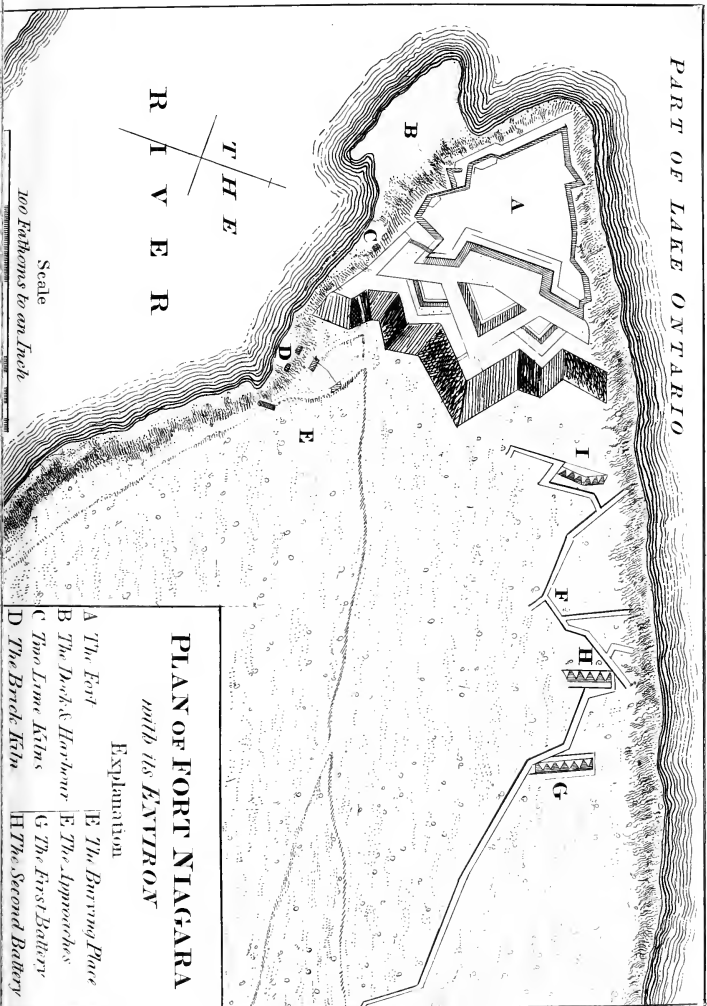 PART OF LAKE ONTARIO
THE
RIVER
A
B
C
D
E
F
G
H
I
Scale
100 Fathoms to an Inch
PLAN OF FORT NIAGARA
with its ENVIRON
Explanation
A The Fort
B The Dock & Harbour
C Two Lime Kilns
D The Brick Kiln
E The Burying Place
F The Approaches
G The First Battery
H The Second Battery